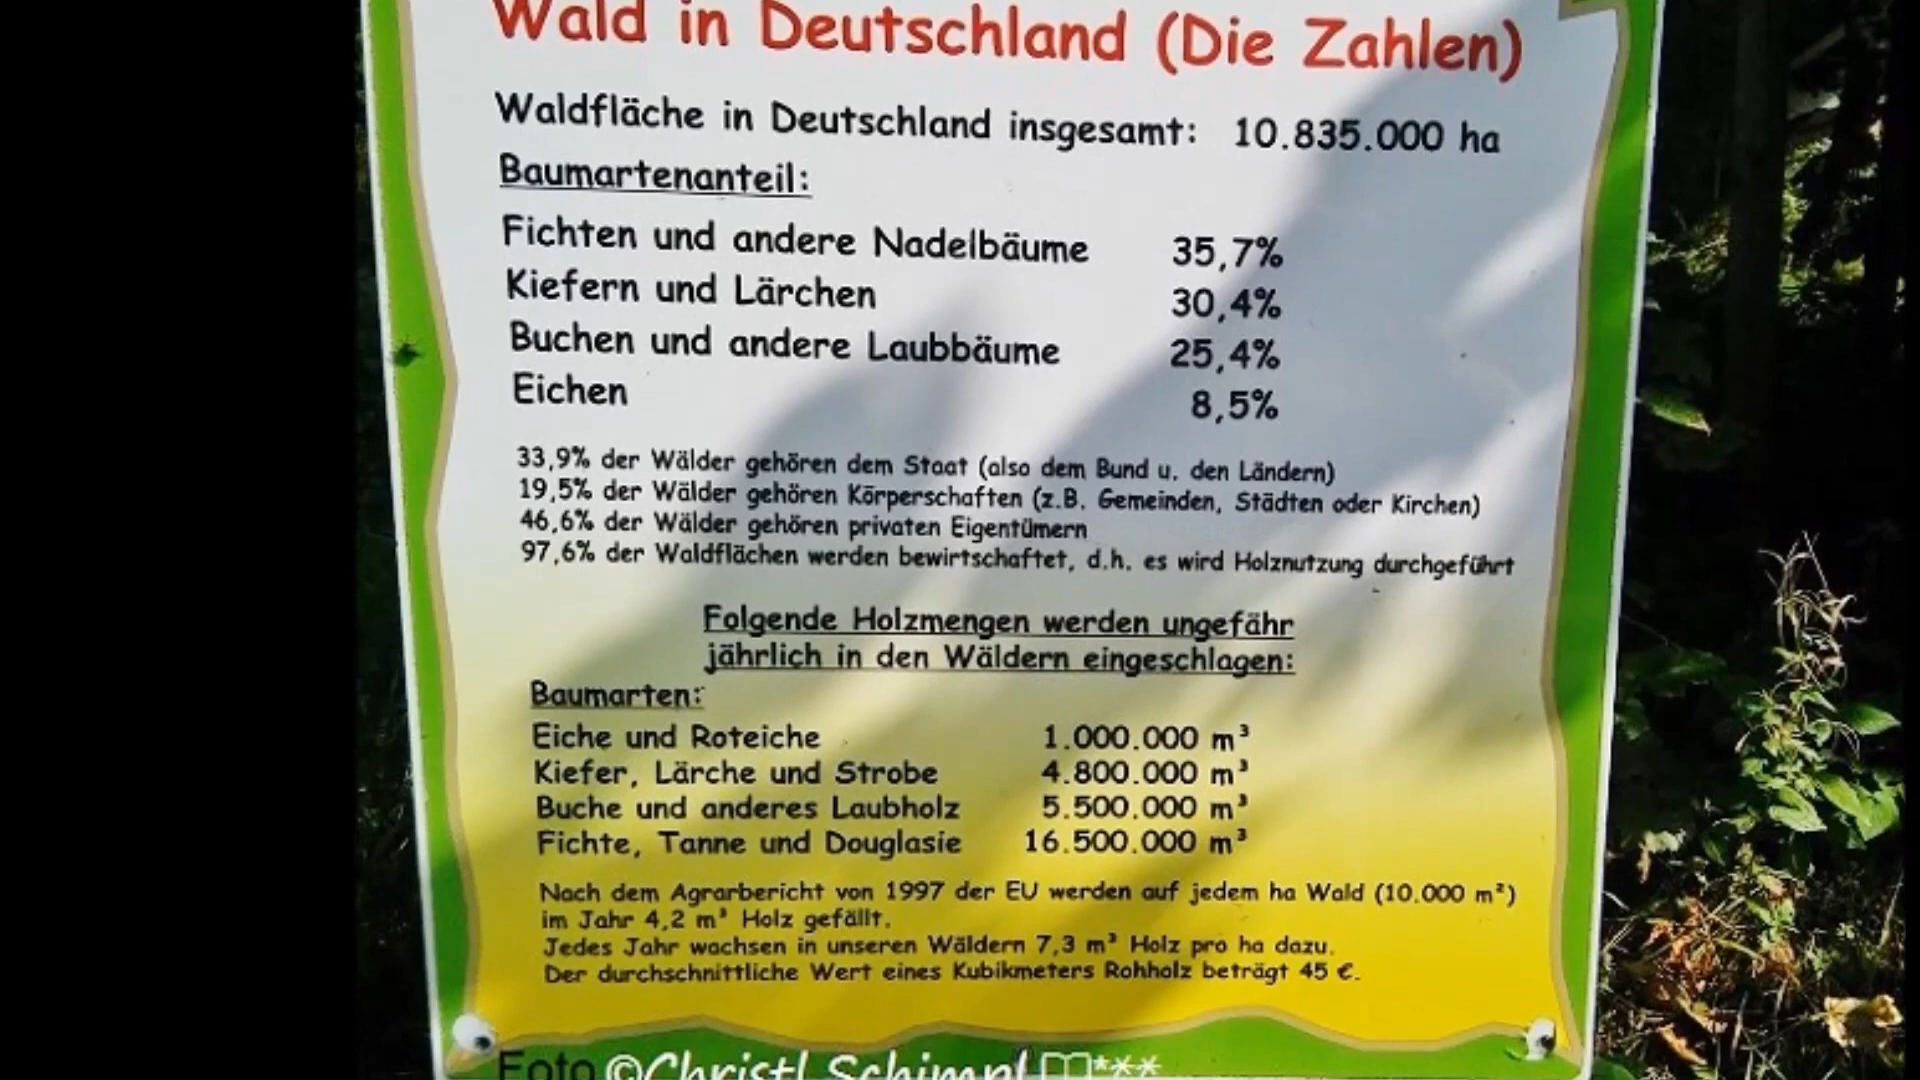 Wald in Deutschland (Die Zahlen)
Waldfläche in Deutschland insgesamt: 10.835.000 ha
Baumartenanteil:
Fichten und andere Nadelbäume 35,7%
Kiefern und Lärchen 30,4%
Buchen und andere Laubbäume 25,4%
Eichen 8,5%
33,9% der Wälder gehören dem Staat (also dem Bund u. den Ländern)
19,5% der Wälder gehören Körperschaften (z.B. Gemeinden, Städten oder Kirchen)
46,6% der Wälder gehören privaten Eigentümern
97,6% der Waldflächen werden bewirtschaftet, d.h. es wird Holznutzung durchgeführt
Folgende Holzmengen werden ungefähr
jährlich in den Wäldern eingeschlagen:
Baumarten:
Eiche und Roteiche 1.000.000 m³
Kiefer, Lärche und Strobe 4.800.000 m³
Buche und anderes Laubholz 5.500.000 m³
Fichte, Tanne und Douglasie 16.500.000 m³
Nach dem Agrarbericht von 1997 der EU werden auf jedem ha Wald (10.000 m²)
im Jahr 4,2 m³ Holz gefällt.
Jedes Jahr wachsen in unseren Wäldern 7,3 m³ Holz pro ha dazu.
Der durchschnittliche Wert eines Kubikmeters Rohholz beträgt 45 €.
Foto ©Christl Schimpl 🕮***